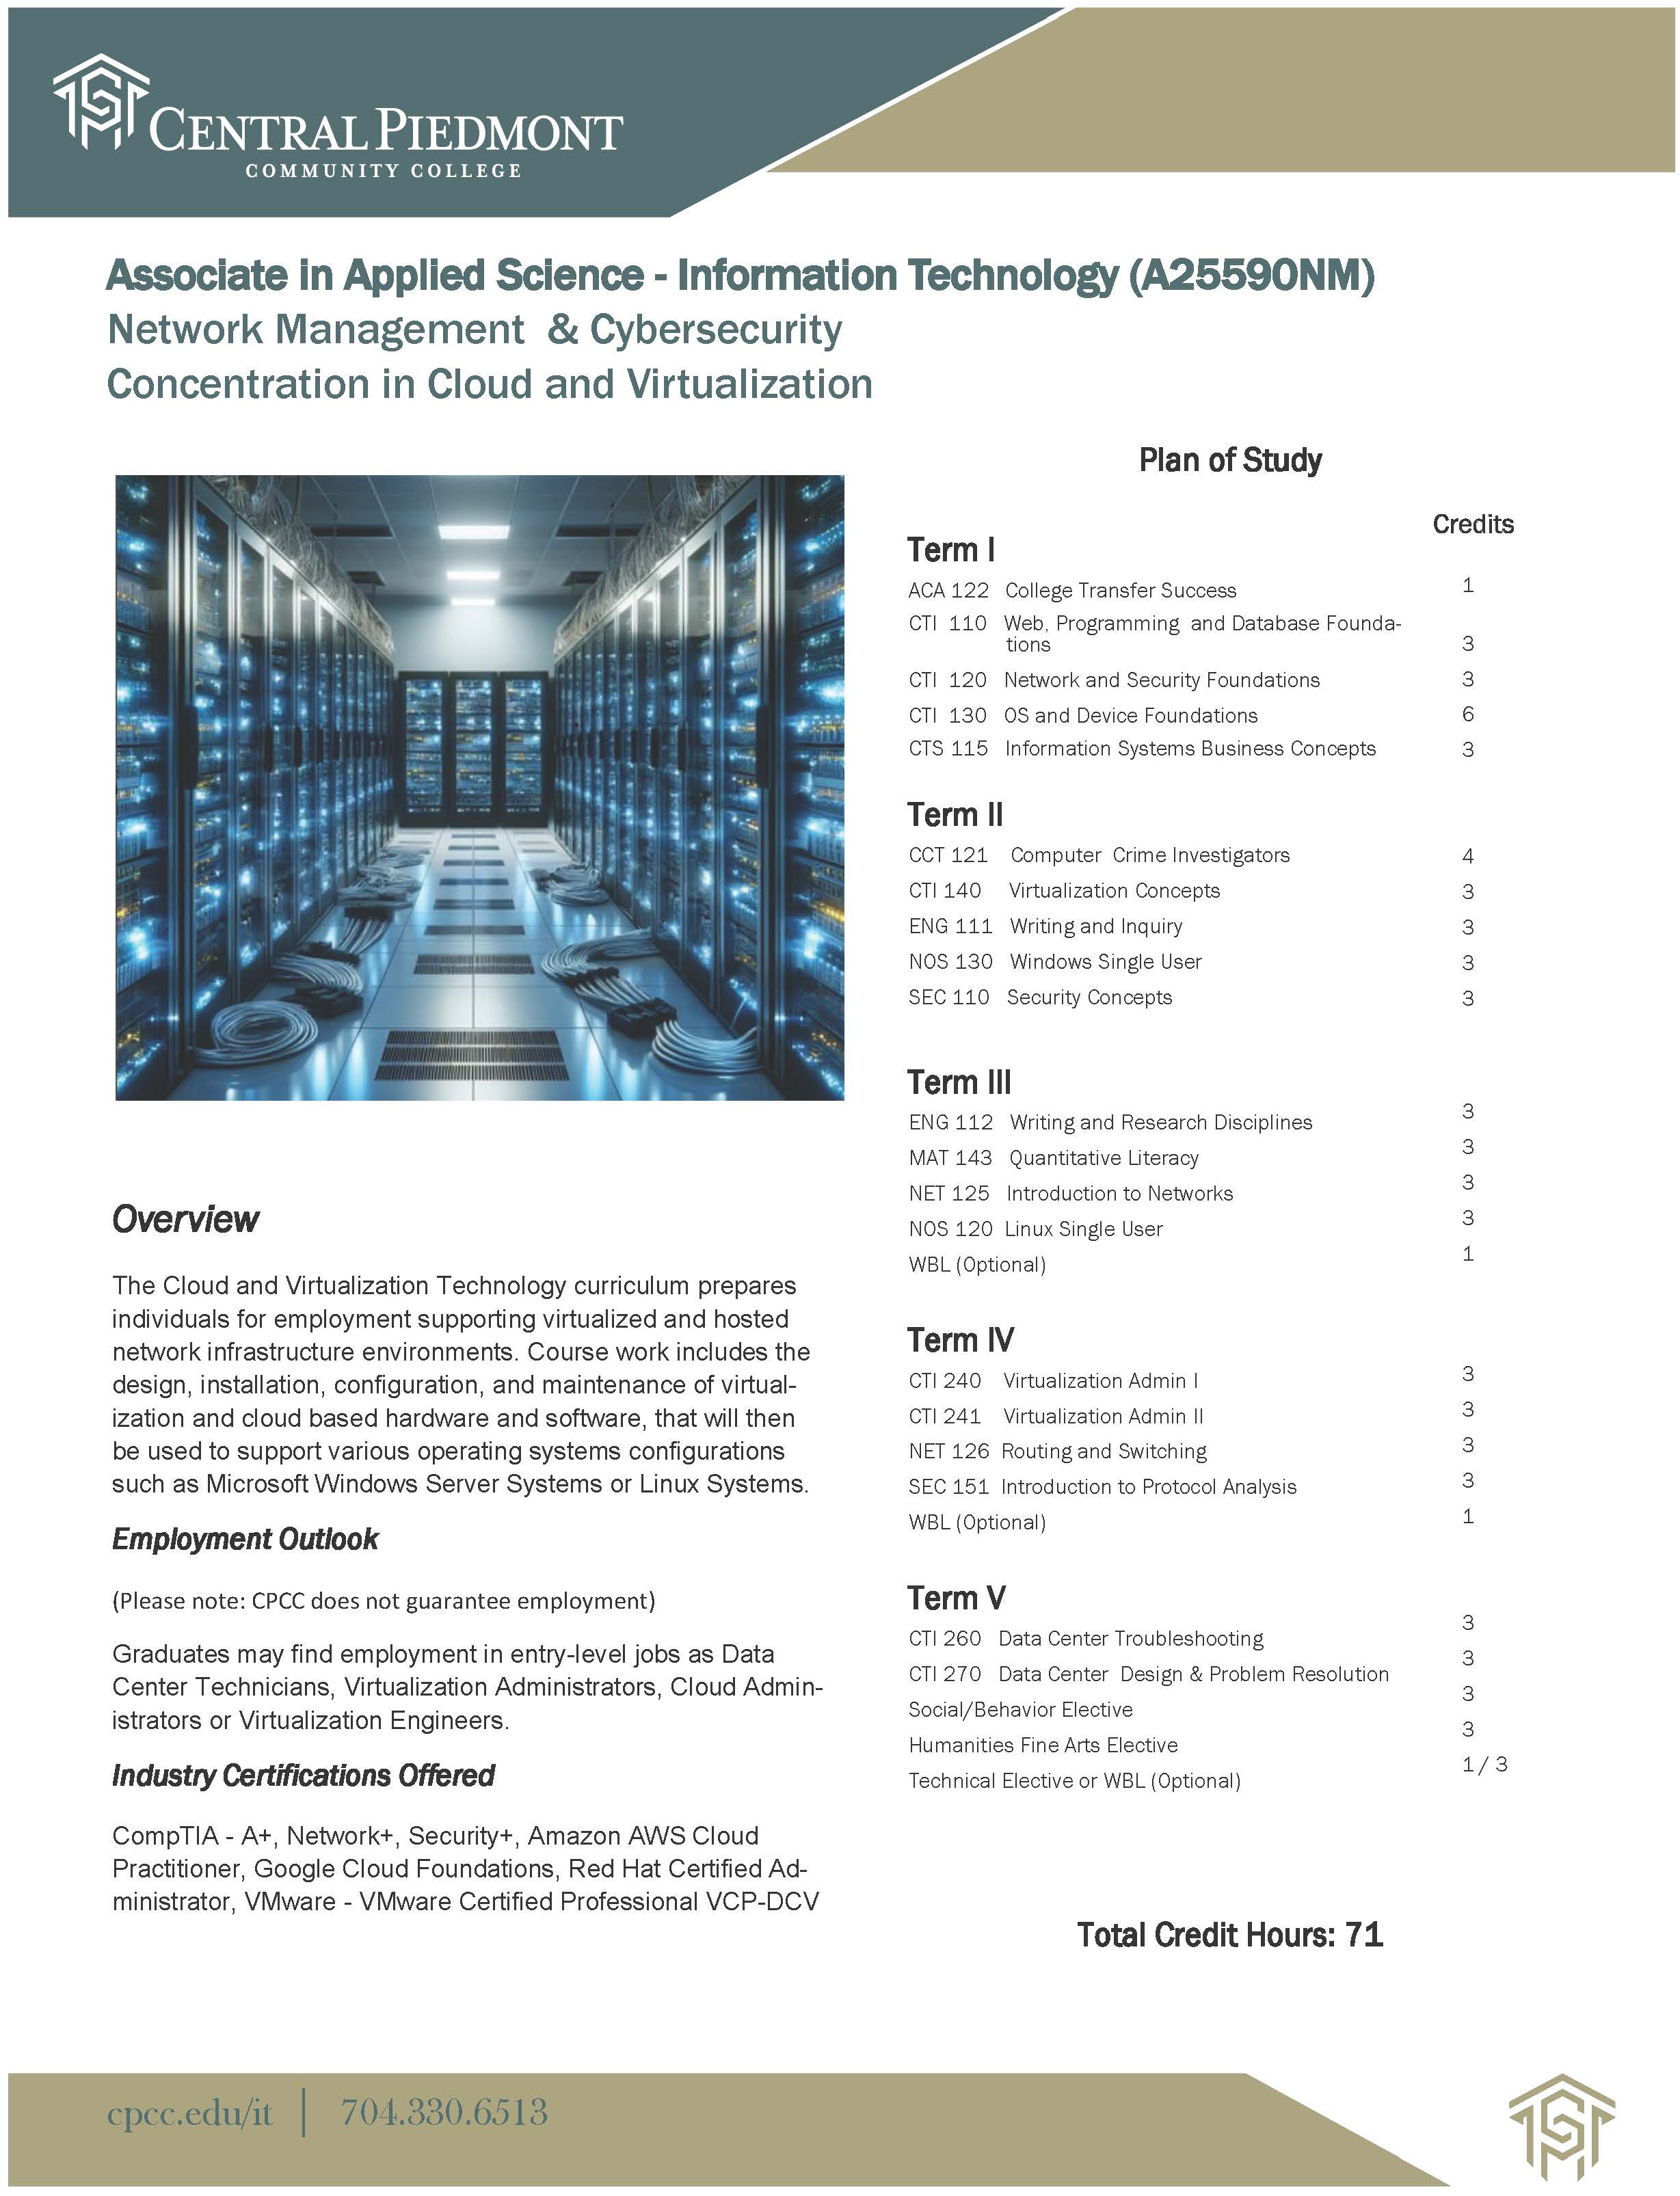 CENTRAL PIEDMONT
COMMUNITY COLLEGE
Associate in Applied Science - Information Technology (A25590NM)
Network Management & Cybersecurity
Concentration in Cloud and Virtualization
Plan of Study
Credits
Term I
ACA 122 College Transfer Success 1
CTI 110 Web, Programming and Database Founda-
tions 3
CTI 120 Network and Security Foundations 3
CTI 130 OS and Device Foundations 6
CTS 115 Information Systems Business Concepts 3
Term II
CCT 121 Computer Crime Investigators 4
CTI 140 Virtualization Concepts 3
ENG 111 Writing and Inquiry 3
NOS 130 Windows Single User 3
SEC 110 Security Concepts 3
Term III
ENG 112 Writing and Research Disciplines 3
MAT 143 Quantitative Literacy 3
NET 125 Introduction to Networks 3
NOS 120 Linux Single User 3
WBL (Optional) 1
Term IV
CTI 240 Virtualization Admin I 3
CTI 241 Virtualization Admin II 3
NET 126 Routing and Switching 3
SEC 151 Introduction to Protocol Analysis 3
WBL (Optional) 1
Term V
CTI 260 Data Center Troubleshooting 3
CTI 270 Data Center Design & Problem Resolution 3
Social/Behavior Elective 3
Humanities Fine Arts Elective 3
Technical Elective or WBL (Optional) 1 / 3
Total Credit Hours: 71
Overview
The Cloud and Virtualization Technology curriculum prepares
individuals for employment supporting virtualized and hosted
network infrastructure environments. Course work includes the
design, installation, configuration, and maintenance of virtual-
ization and cloud based hardware and software, that will then
be used to support various operating systems configurations
such as Microsoft Windows Server Systems or Linux Systems.
Employment Outlook
(Please note: CPCC does not guarantee employment)
Graduates may find employment in entry-level jobs as Data
Center Technicians, Virtualization Administrators, Cloud Admin-
istrators or Virtualization Engineers.
Industry Certifications Offered
CompTIA - A+, Network+, Security+, Amazon AWS Cloud
Practitioner, Google Cloud Foundations, Red Hat Certified Ad-
ministrator, VMware - VMware Certified Professional VCP-DCV
cpcc.edu/it | 704.330.6513